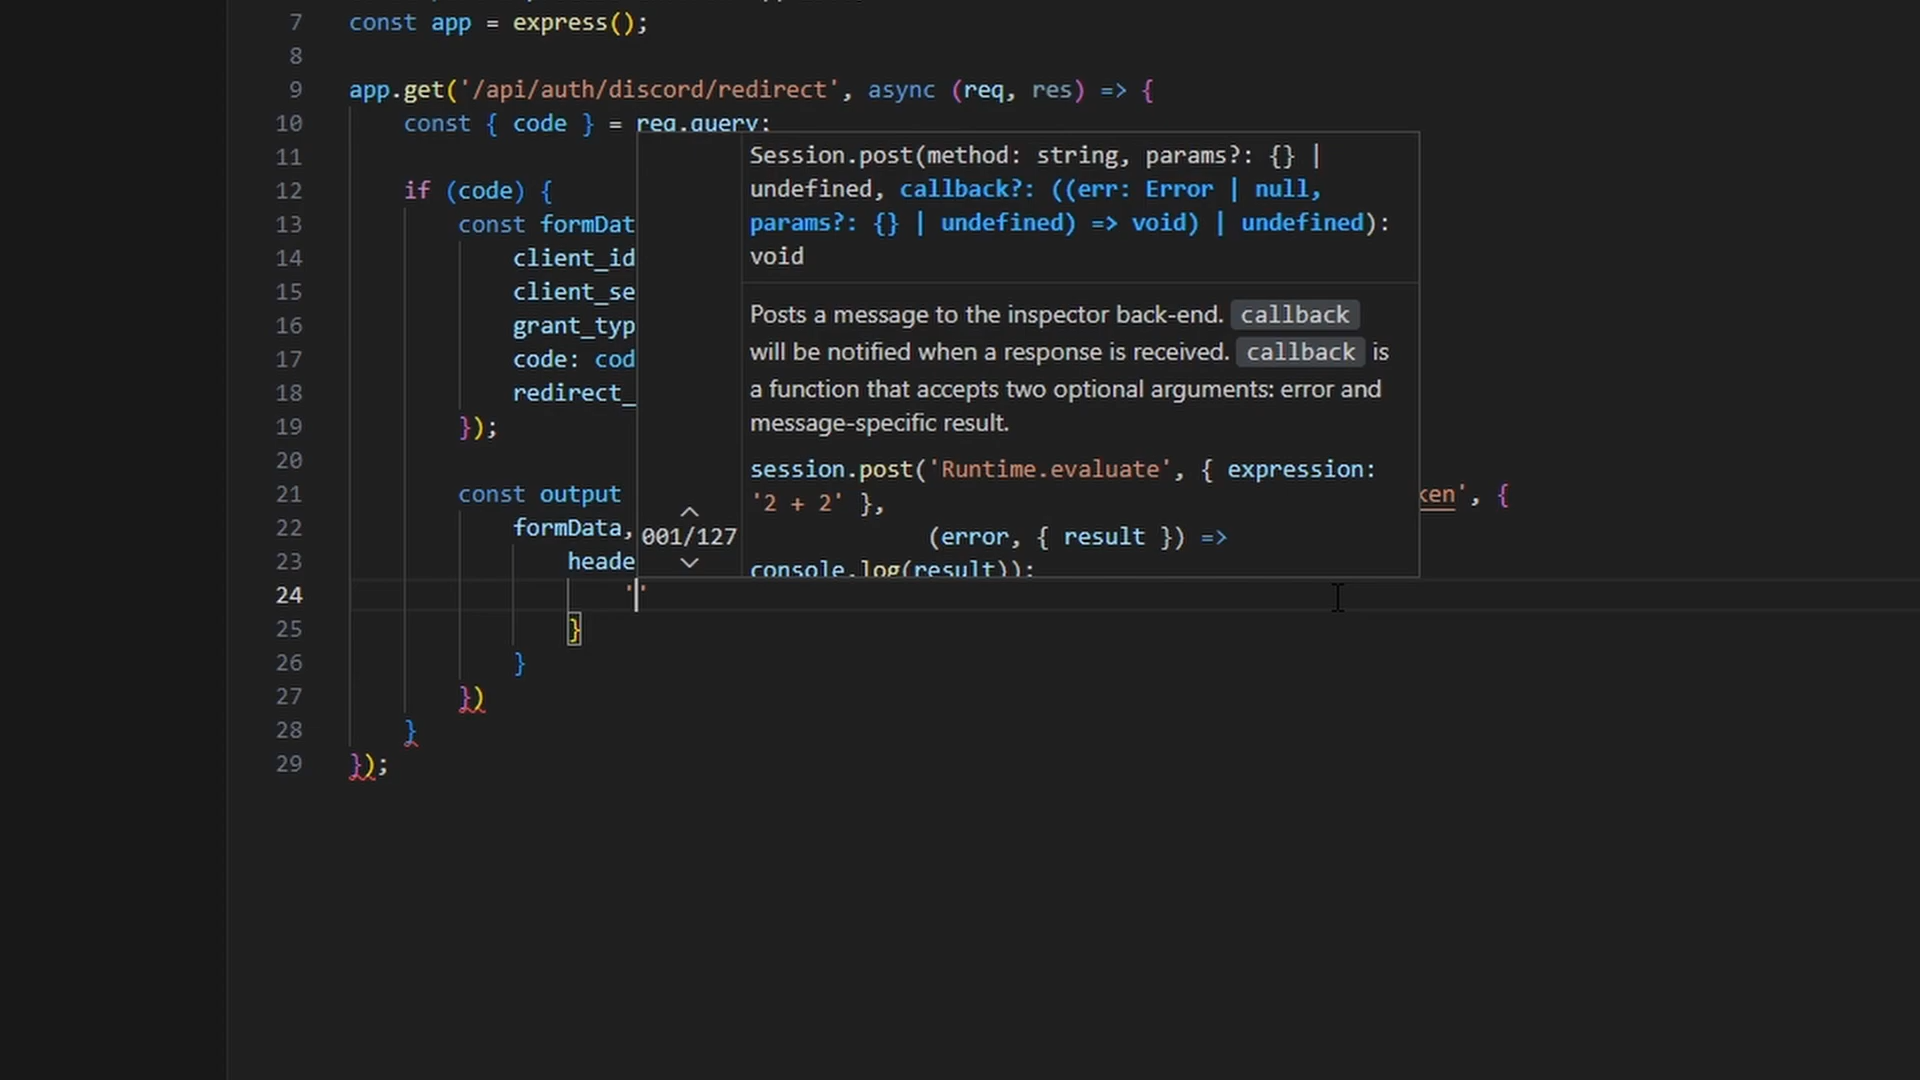 7 const app = express();
8
9 app.get('/api/auth/discord/redirect', async (req, res) => {
10 const { code } = req.query;
11
12 if (code) {
13 const formDat
14 client_id
15 client_se
16 grant_typ
17 code: cod
18 redirect_
19 });
20
21 const output ken', {
22 formData,
23 heade
24 ''
25 }
26 }
27 })
28 }
29 });
Session.post(method: string, params?: {} |
undefined, callback?: ((err: Error | null,
params?: {} | undefined) => void) | undefined):
void
Posts a message to the inspector back-end. callback
will be notified when a response is received. callback is
a function that accepts two optional arguments: error and
message-specific result.
session.post('Runtime.evaluate', { expression:
'2 + 2' },
(error, { result }) =>
console.log(result));
001/127